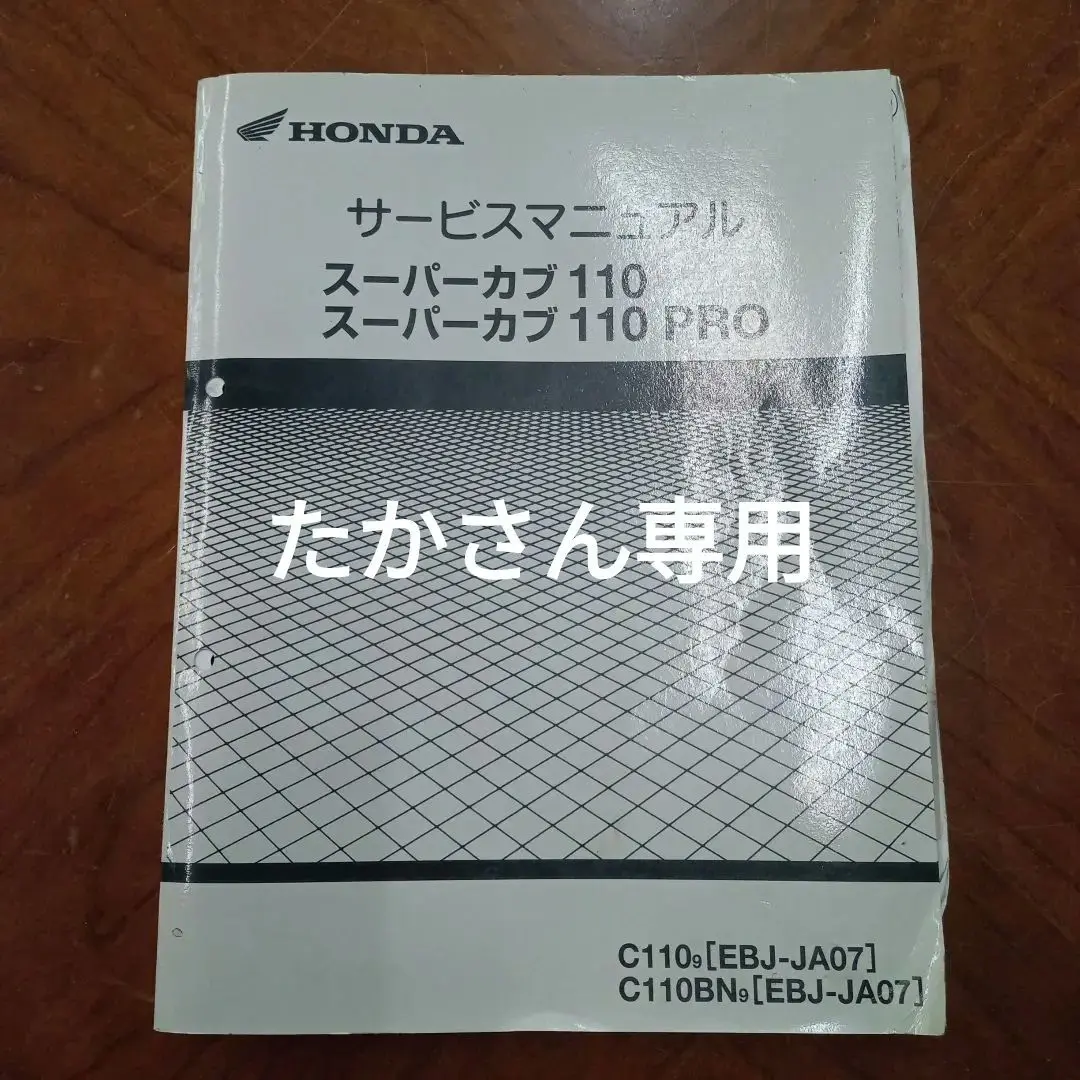 HONDA
サービスマニュアル
スーパーカブ 110
スーパーカブ 110 PRO
たかさん専用
C110₉［EBJ-JA07］
C110BN₉［EBJ-JA07］